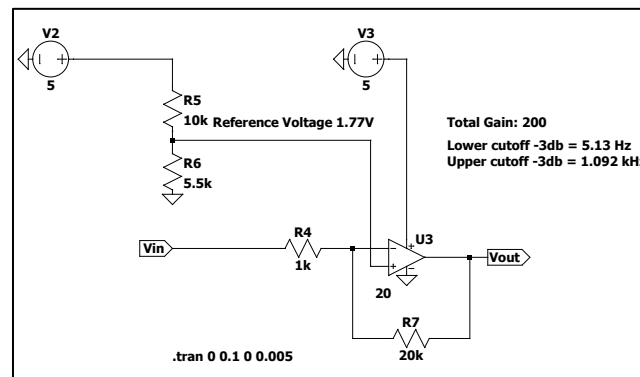 V2
V3
5
5
R5
10k
Reference Voltage 1.77V
Total Gain: 200
Lower cutoff -3db = 5.13 Hz
Upper cutoff -3db = 1.092 kHz
R6
5.5k
Vin
R4
1k
U3
Vout
20
R7
20k
.tran 0 0.1 0 0.005